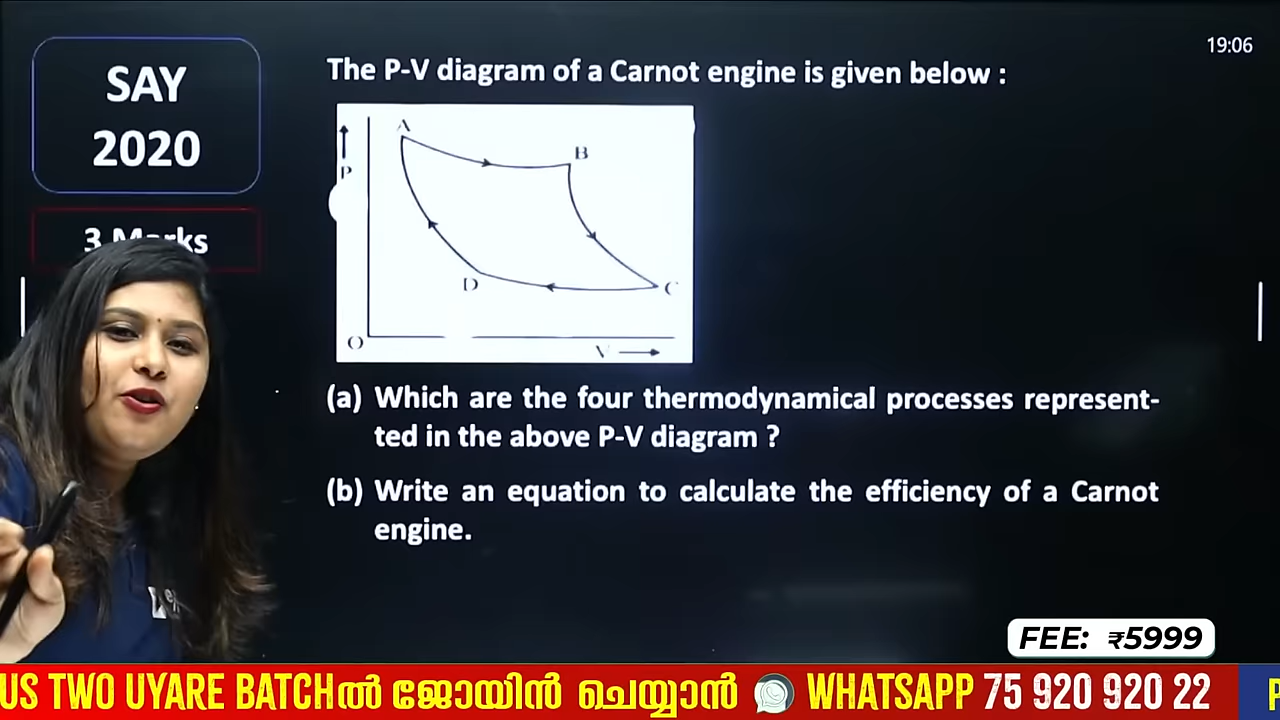 19:06
SAY
2020
3 Marks
The P-V diagram of a Carnot engine is given below :
A
B
P
D
C
O
V
(a) Which are the four thermodynamical processes represent-
ted in the above P-V diagram ?
(b) Write an equation to calculate the efficiency of a Carnot
engine.
FEE: ₹5999
US TWO UYARE BATCHൽ ജോയിൻ ചെയ്യാൻ WHATSAPP 75 920 920 22